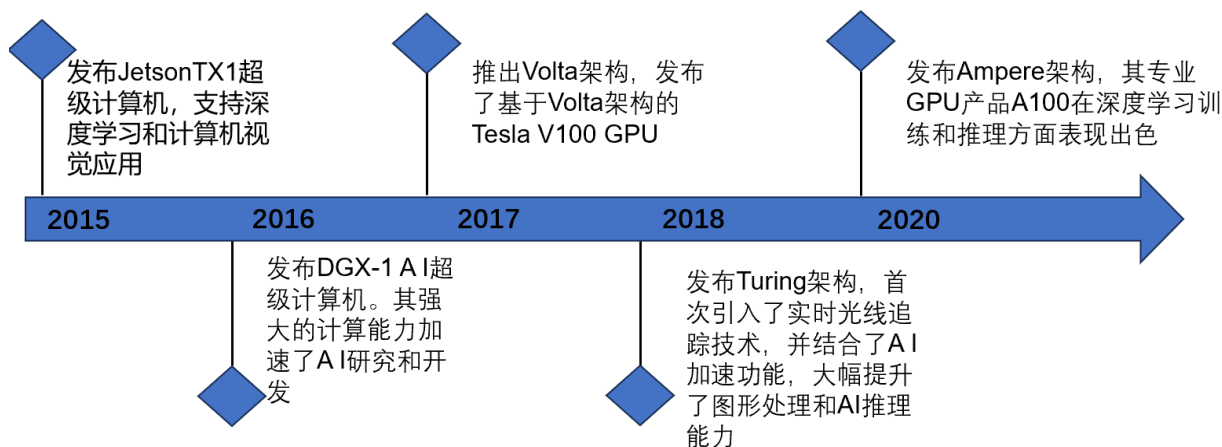 发布JetsonTX1超
级计算机，支持深
度学习和计算机视
觉应用
推出Volta架构，发布
了基于Volta架构的
Tesla V100 GPU
发布Ampere架构，其专业
GPU产品A100在深度学习训
练和推理方面表现出色
2015
2016
2017
2018
2020
发布DGX-1 A I超
级计算机。其强
大的计算能力加
速了A I研究和开
发
发布Turing架构，首
次引入了实时光线追
踪技术，并结合了A I
加速功能，大幅提升
了图形处理和AI推理
能力